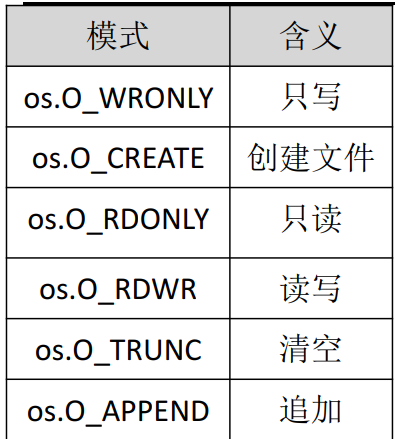 模式 含义
os.O_WRONLY 只写
os.O_CREATE 创建文件
os.O_RDONLY 只读
os.O_RDWR 读写
os.O_TRUNC 清空
os.O_APPEND 追加